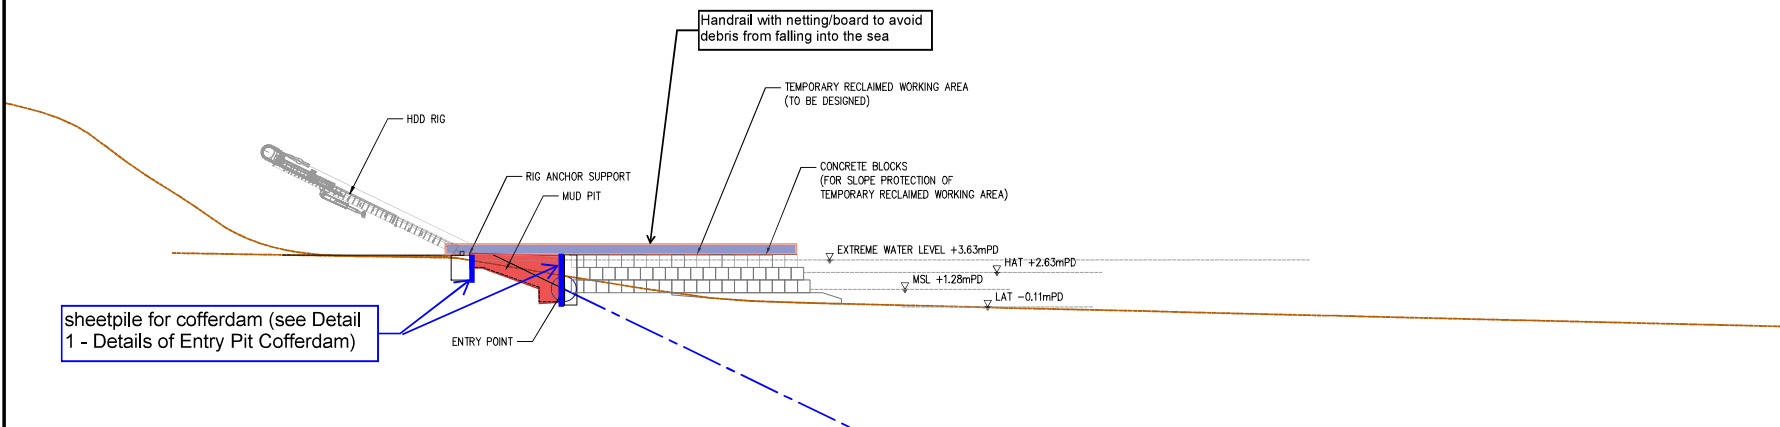 Handrail with netting/board to avoid
debris from falling into the sea
TEMPORARY RECLAIMED WORKING AREA
(TO BE DESIGNED)
HDD RIG
CONCRETE BLOCKS
(FOR SLOPE PROTECTION OF
TEMPORARY RECLAIMED WORKING AREA)
RIG ANCHOR SUPPORT
MUD PIT
EXTREME WATER LEVEL +3.63mPD
HAT +2.63mPD
MSL +1.28mPD
LAT -0.11mPD
sheetpile for cofferdam (see Detail
1 - Details of Entry Pit Cofferdam)
ENTRY POINT